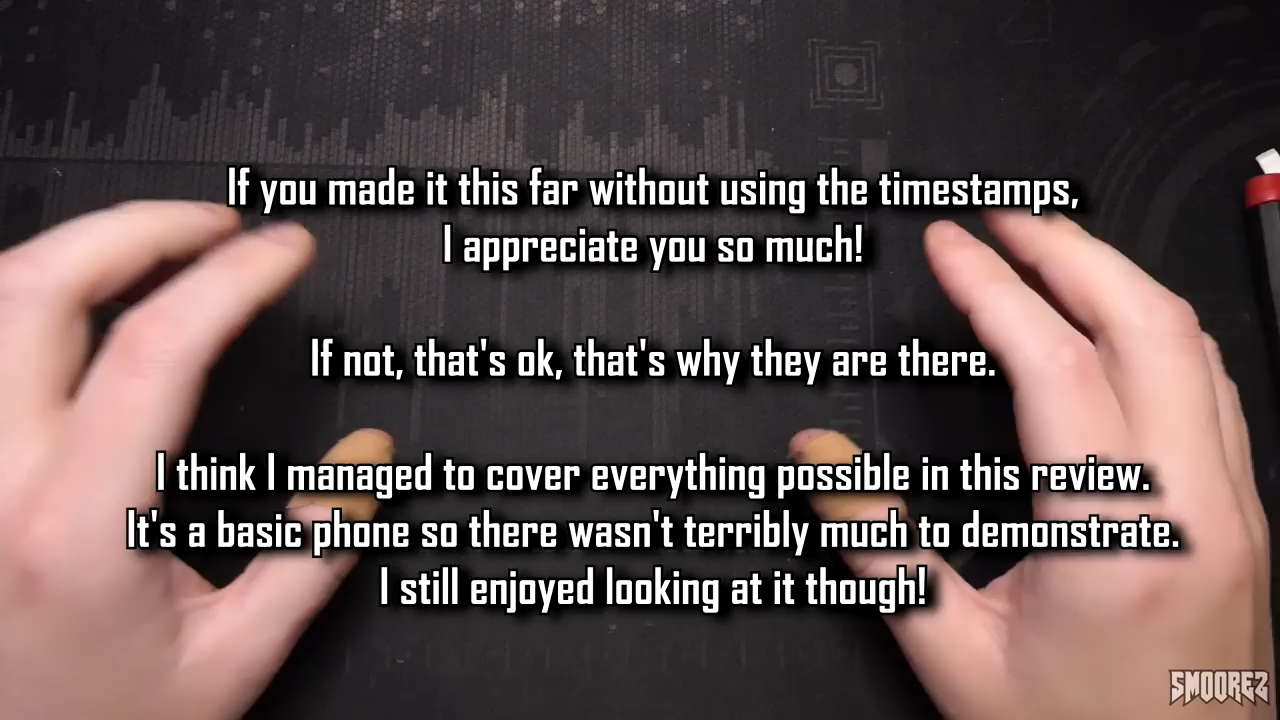 If you made it this far without using the timestamps,
I appreciate you so much!
If not, that's ok, that's why they are there.
I think I managed to cover everything possible in this review.
It's a basic phone so there wasn't terribly much to demonstrate.
I still enjoyed looking at it though!
SMOOREZ